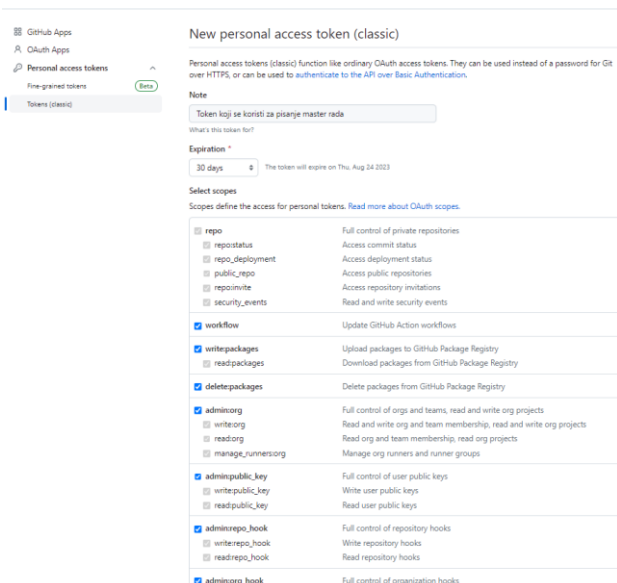 GitHub Apps
OAuth Apps
Personal access tokens
Fine-grained tokens Beta
Tokens (classic)
New personal access token (classic)
Personal access tokens (classic) function like ordinary OAuth access tokens. They can be used instead of a password for Git
over HTTPS, or can be used to authenticate to the API over Basic Authentication.
Note
Token koji se koristi za pisanje master rada
What's this token for?
Expiration *
30 days The token will expire on Thu, Aug 24 2023
Select scopes
Scopes define the access for personal tokens. Read more about OAuth scopes.
repo Full control of private repositories
repo:status Access commit status
repo_deployment Access deployment status
public_repo Access public repositories
repo:invite Access repository invitations
security_events Read and write security events
workflow Update GitHub Action workflows
write:packages Upload packages to GitHub Package Registry
read:packages Download packages from GitHub Package Registry
delete:packages Delete packages from GitHub Package Registry
admin:org Full control of orgs and teams, read and write org projects
write:org Read and write org and team membership, read and write org projects
read:org Read org and team membership, read org projects
manage_runners:org Manage org runners and runner groups
admin:public_key Full control of user public keys
write:public_key Write user public keys
read:public_key Read user public keys
admin:repo_hook Full control of repository hooks
write:repo_hook Write repository hooks
read:repo_hook Read repository hooks
admin:org_hook Full control of organization hooks